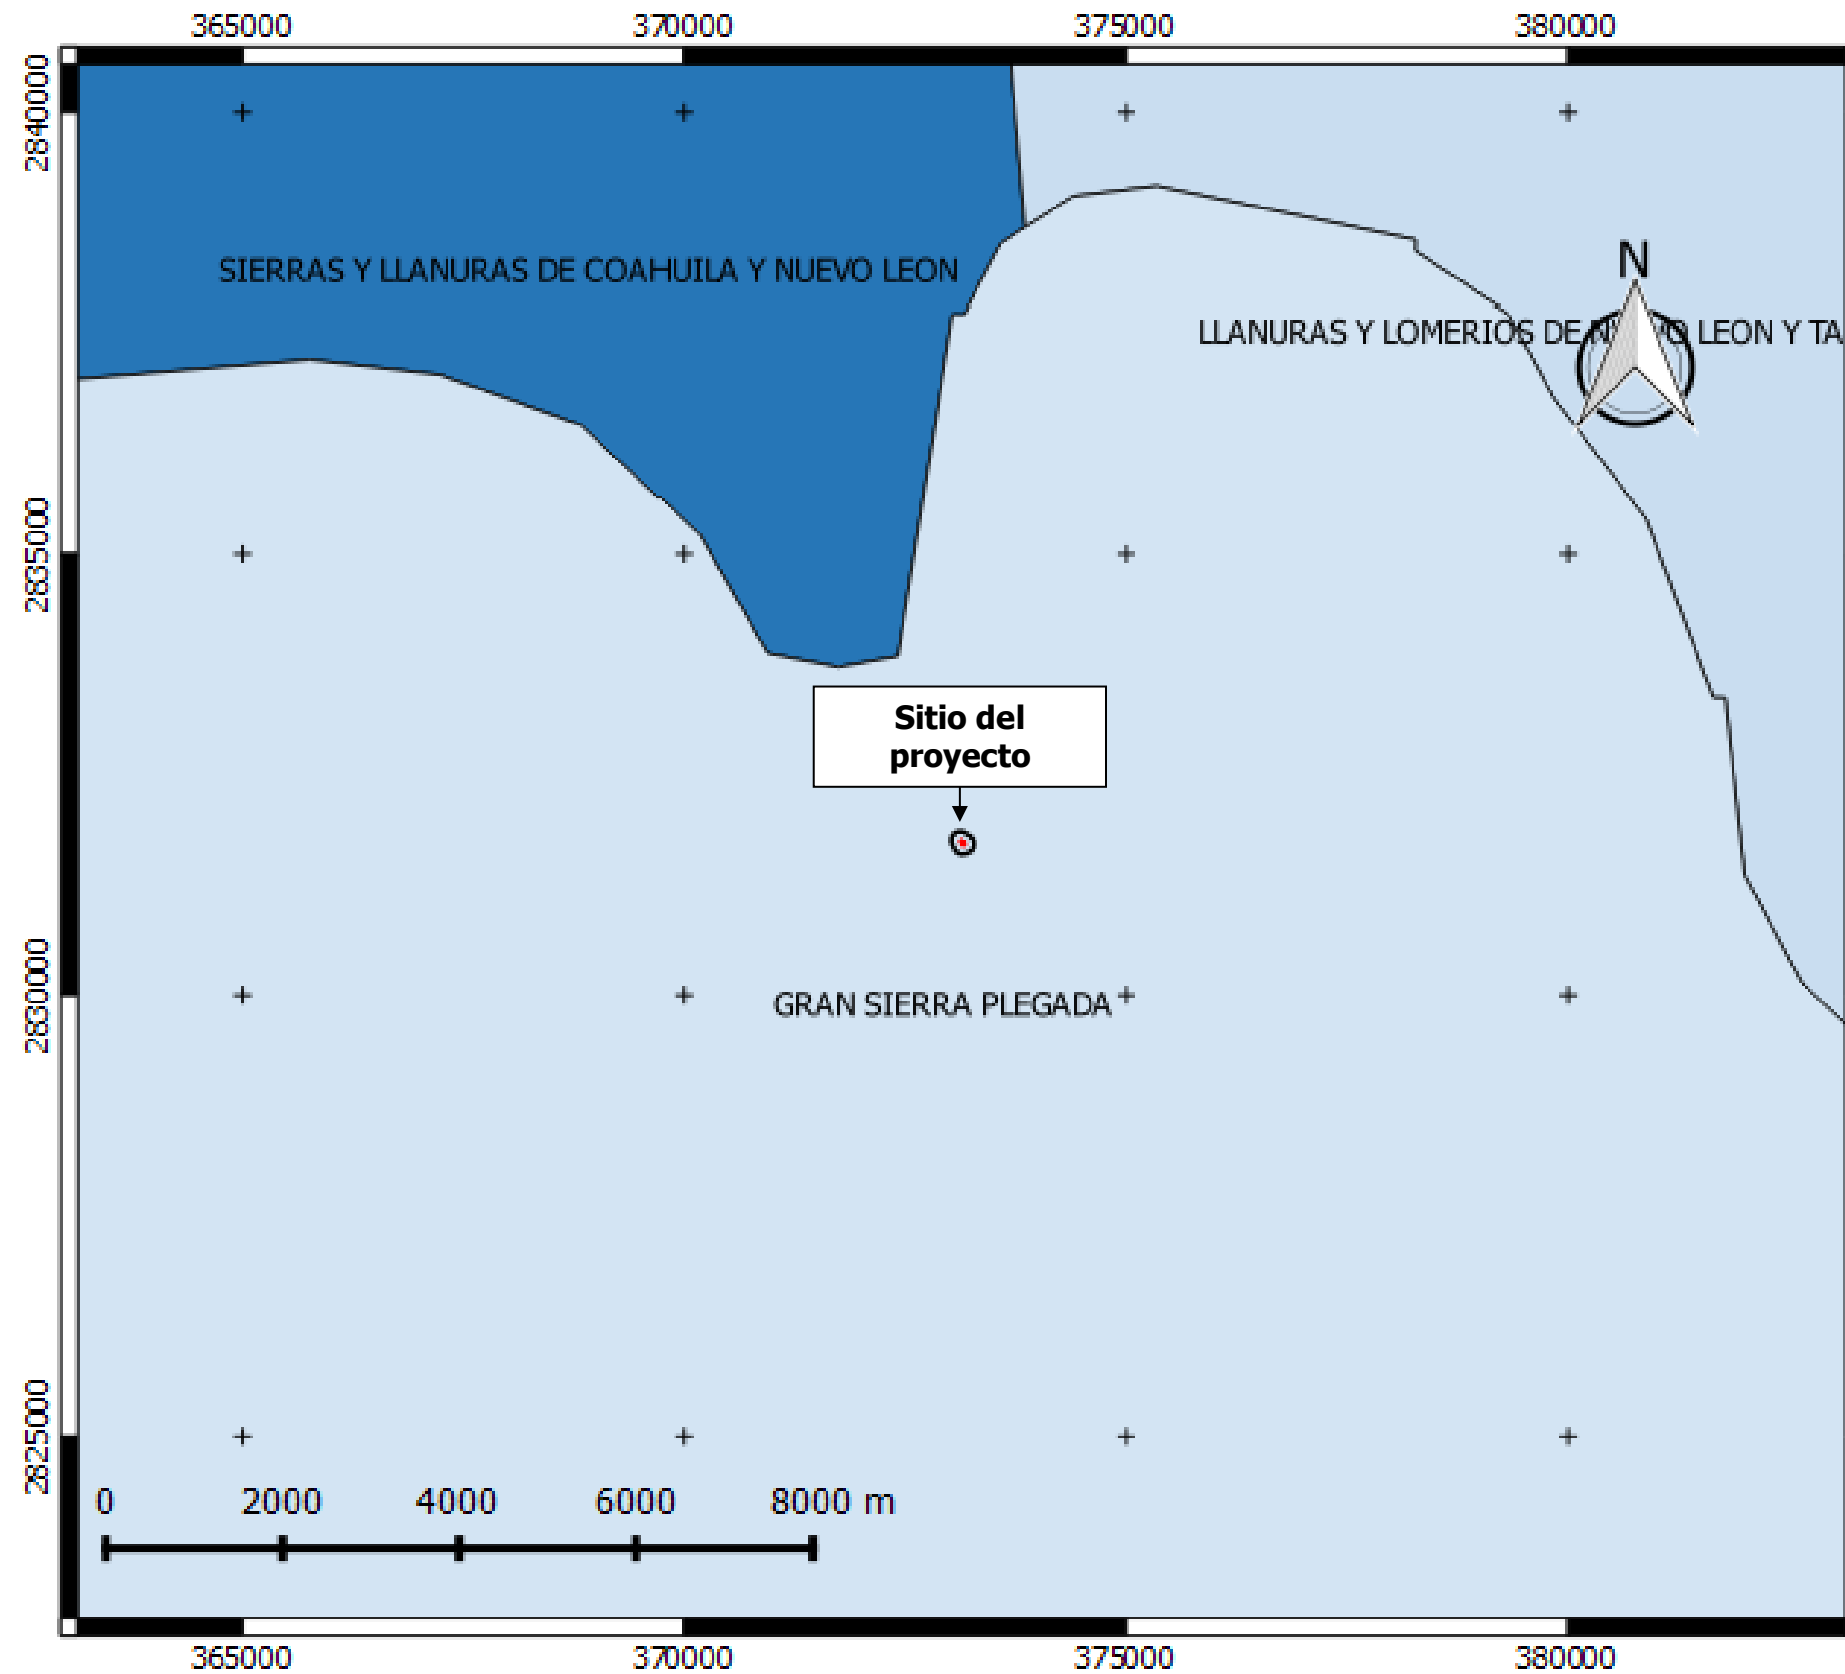 365000 370000 375000 380000
2840000
SIERRAS Y LLANURAS DE COAHUILA Y NUEVO LEON
N
LLANURAS Y LOMERIOS DE LEON Y TA
2835000
Sitio del
proyecto
2830000
GRAN SIERRA PLEGADA
2825000
0 2000 4000 6000 8000 m
365000 370000 375000 380000